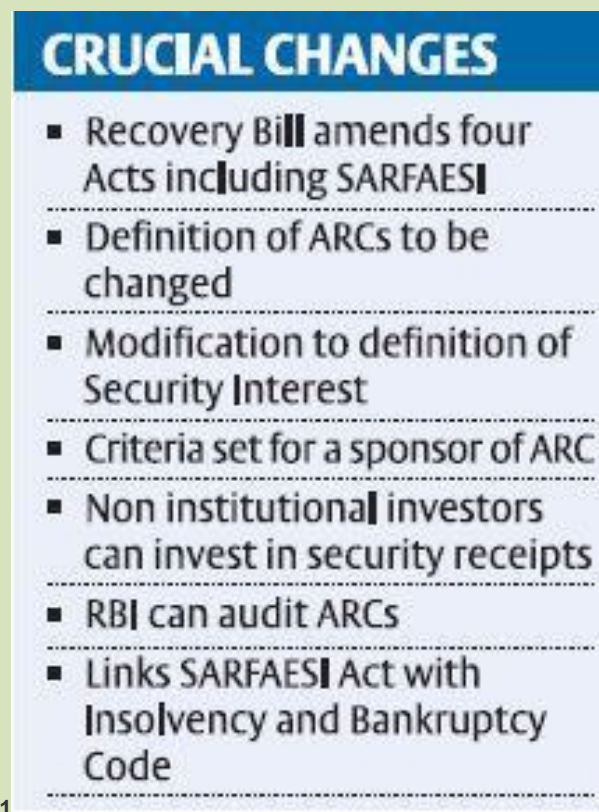 CRUCIAL CHANGES
▪ Recovery Bill amends four
Acts including SARFAESI
▪ Definition of ARCs to be
changed
▪ Modification to definition of
Security Interest
▪ Criteria set for a sponsor of ARC
▪ Non institutional investors
can invest in security receipts
▪ RBI can audit ARCs
▪ Links SARFAESI Act with
Insolvency and Bankruptcy
Code
1